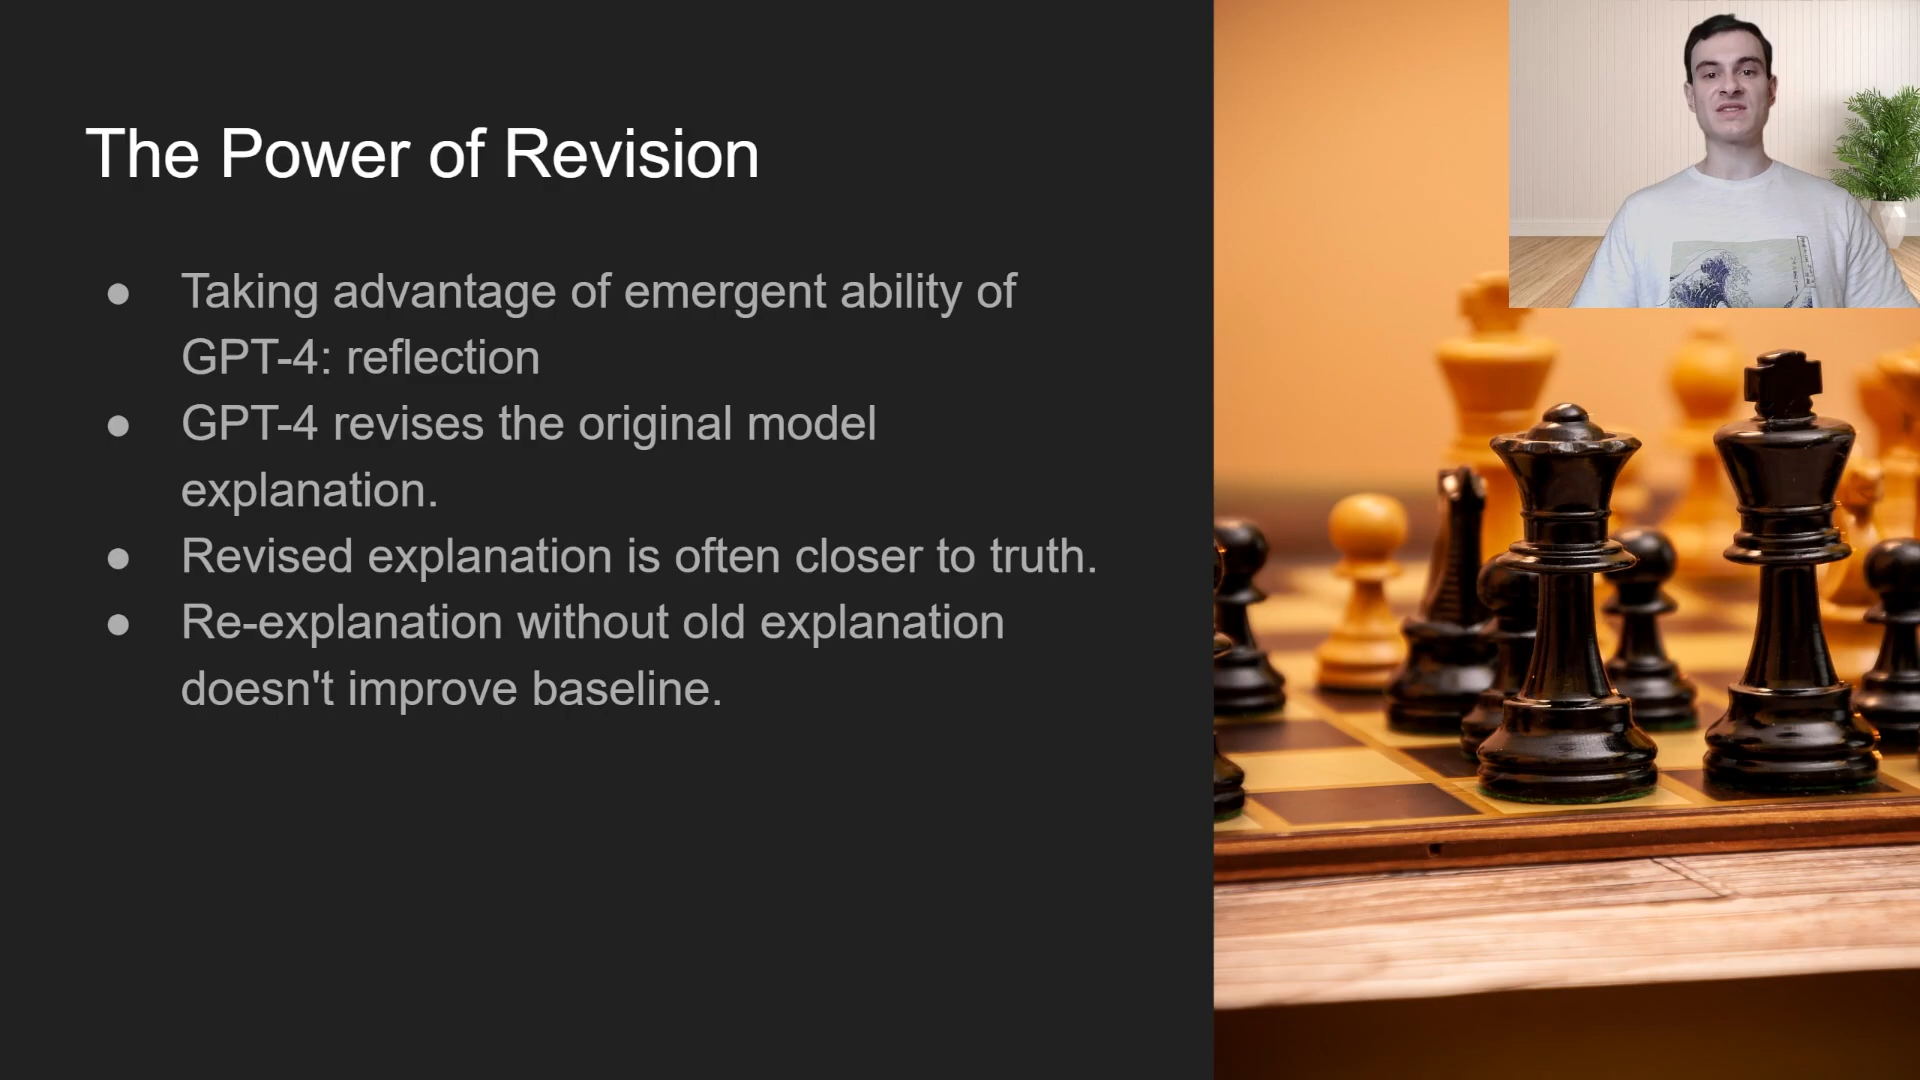 The Power of Revision
● Taking advantage of emergent ability of
GPT-4: reflection
● GPT-4 revises the original model
explanation.
● Revised explanation is often closer to truth.
● Re-explanation without old explanation
doesn't improve baseline.